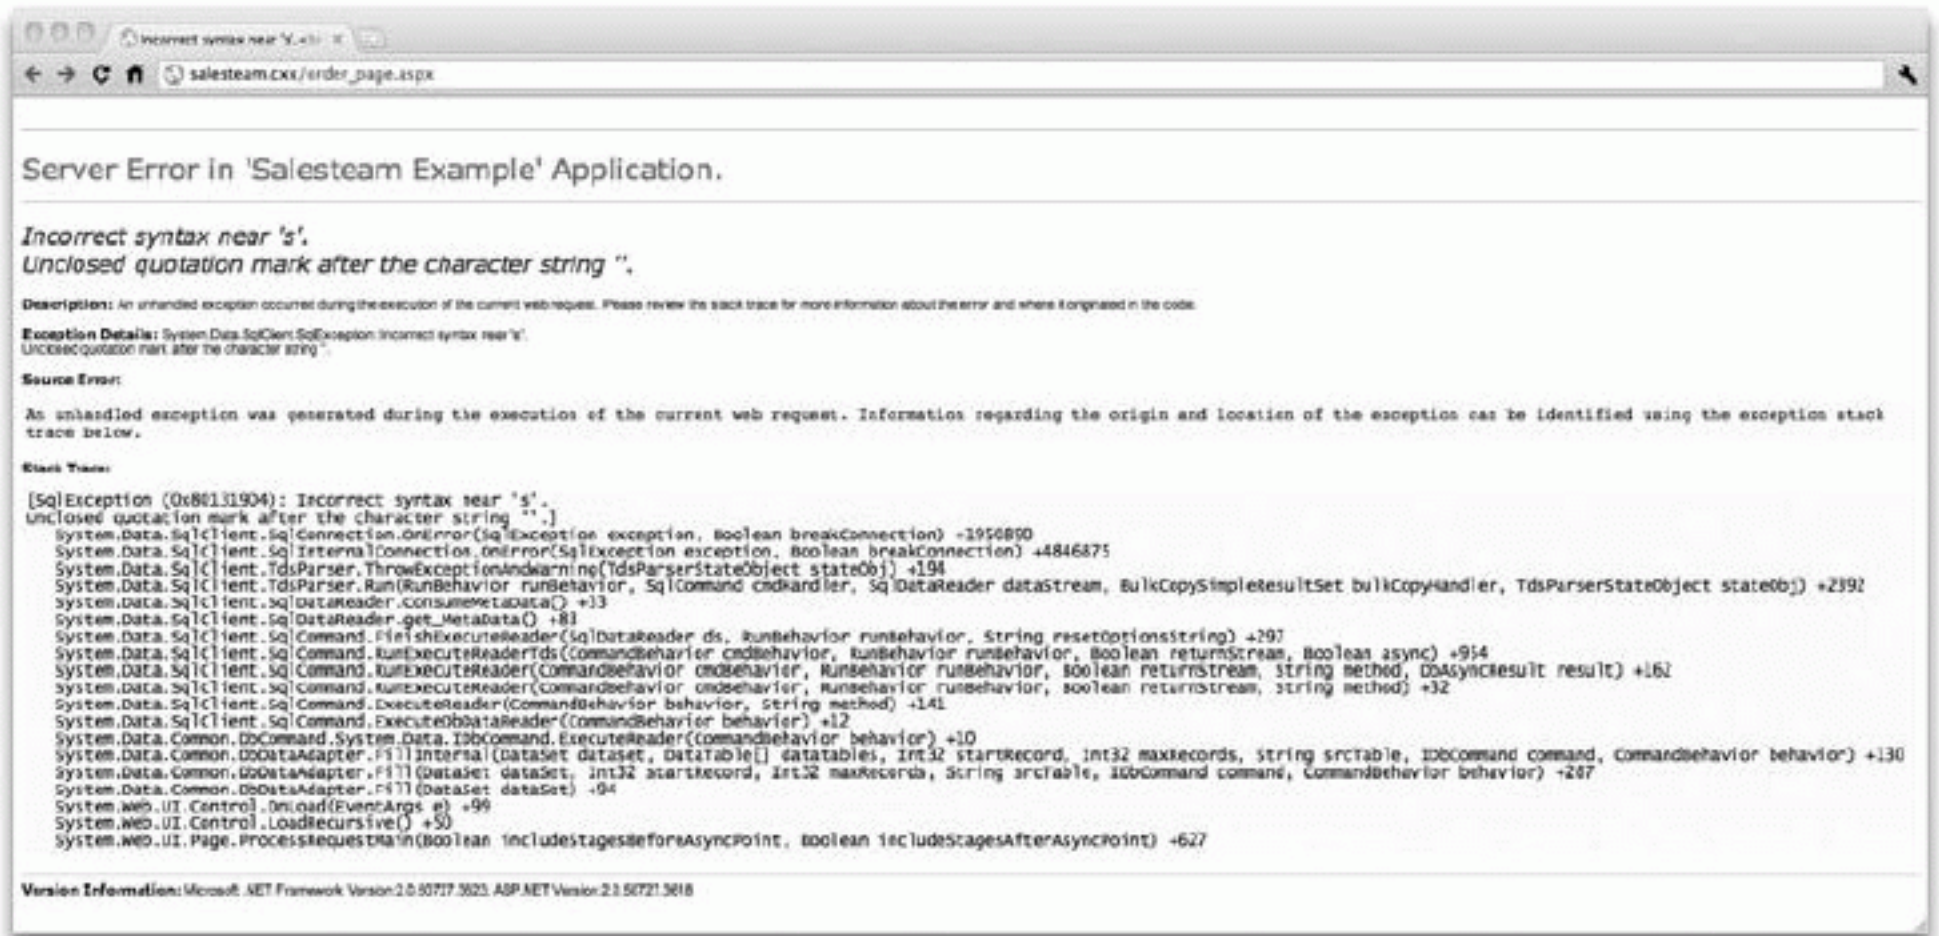 Incorrect syntax near 's'.
salesteam.cxx/order_page.aspx
Server Error in 'Salesteam Example' Application.
Incorrect syntax near 's'.
Unclosed quotation mark after the character string ''.
Description: An unhandled exception occurred during the execution of the current web request. Please review the stack trace for more information about the error and where it originated in the code.
Exception Details: System.Data.SqlClient.SqlException: Incorrect syntax near 's'.
Unclosed quotation mark after the character string ''.
Source Error:
An unhandled exception was generated during the execution of the current web request. Information regarding the origin and location of the exception can be identified using the exception stack
trace below.
Stack Trace:
[SqlException (0x80131904): Incorrect syntax near 's'.
Unclosed quotation mark after the character string ''.]
System.Data.SqlClient.SqlConnection.OnError(SqlException exception, Boolean breakConnection) +1950890
System.Data.SqlClient.SqlInternalConnection.OnError(SqlException exception, Boolean breakConnection) +4846875
System.Data.SqlClient.TdsParser.ThrowExceptionAndWarning(TdsParserStateObject stateObj) +194
System.Data.SqlClient.TdsParser.Run(RunBehavior runBehavior, SqlCommand cmdHandler, SqlDataReader dataStream, BulkCopySimpleResultSet bulkCopyHandler, TdsParserStateObject stateObj) +2392
System.Data.SqlClient.SqlDataReader.ConsumeMetaData() +33
System.Data.SqlClient.SqlDataReader.get_MetaData() +83
System.Data.SqlClient.SqlCommand.FinishExecuteReader(SqlDataReader ds, RunBehavior runBehavior, String resetOptionsString) +297
System.Data.SqlClient.SqlCommand.RunExecuteReaderTds(CommandBehavior cmdBehavior, RunBehavior runBehavior, Boolean returnStream, Boolean async) +954
System.Data.SqlClient.SqlCommand.RunExecuteReader(CommandBehavior cmdBehavior, RunBehavior runBehavior, Boolean returnStream, String method, DbAsyncResult result) +162
System.Data.SqlClient.SqlCommand.RunExecuteReader(CommandBehavior cmdBehavior, RunBehavior runBehavior, Boolean returnStream, String method) +32
System.Data.SqlClient.SqlCommand.ExecuteReader(CommandBehavior behavior, String method) +141
System.Data.SqlClient.SqlCommand.ExecuteDbDataReader(CommandBehavior behavior) +12
System.Data.Common.DbCommand.System.Data.IDbCommand.ExecuteReader(CommandBehavior behavior) +10
System.Data.Common.DbDataAdapter.FillInternal(DataSet dataset, DataTable[] datatables, Int32 startRecord, Int32 maxRecords, String srcTable, IDbCommand command, CommandBehavior behavior) +130
System.Data.Common.DbDataAdapter.Fill(DataSet dataSet, Int32 startRecord, Int32 maxRecords, String srcTable, IDbCommand command, CommandBehavior behavior) +287
System.Data.Common.DbDataAdapter.Fill(DataSet dataSet) +94
System.Web.UI.Control.OnLoad(EventArgs e) +99
System.Web.UI.Control.LoadRecursive() +50
System.Web.UI.Page.ProcessRequestMain(Boolean includeStagesBeforeAsyncPoint, Boolean includeStagesAfterAsyncPoint) +627
Version Information: Microsoft .NET Framework Version:2.0.50727.3623; ASP.NET Version:2.0.50727.3618